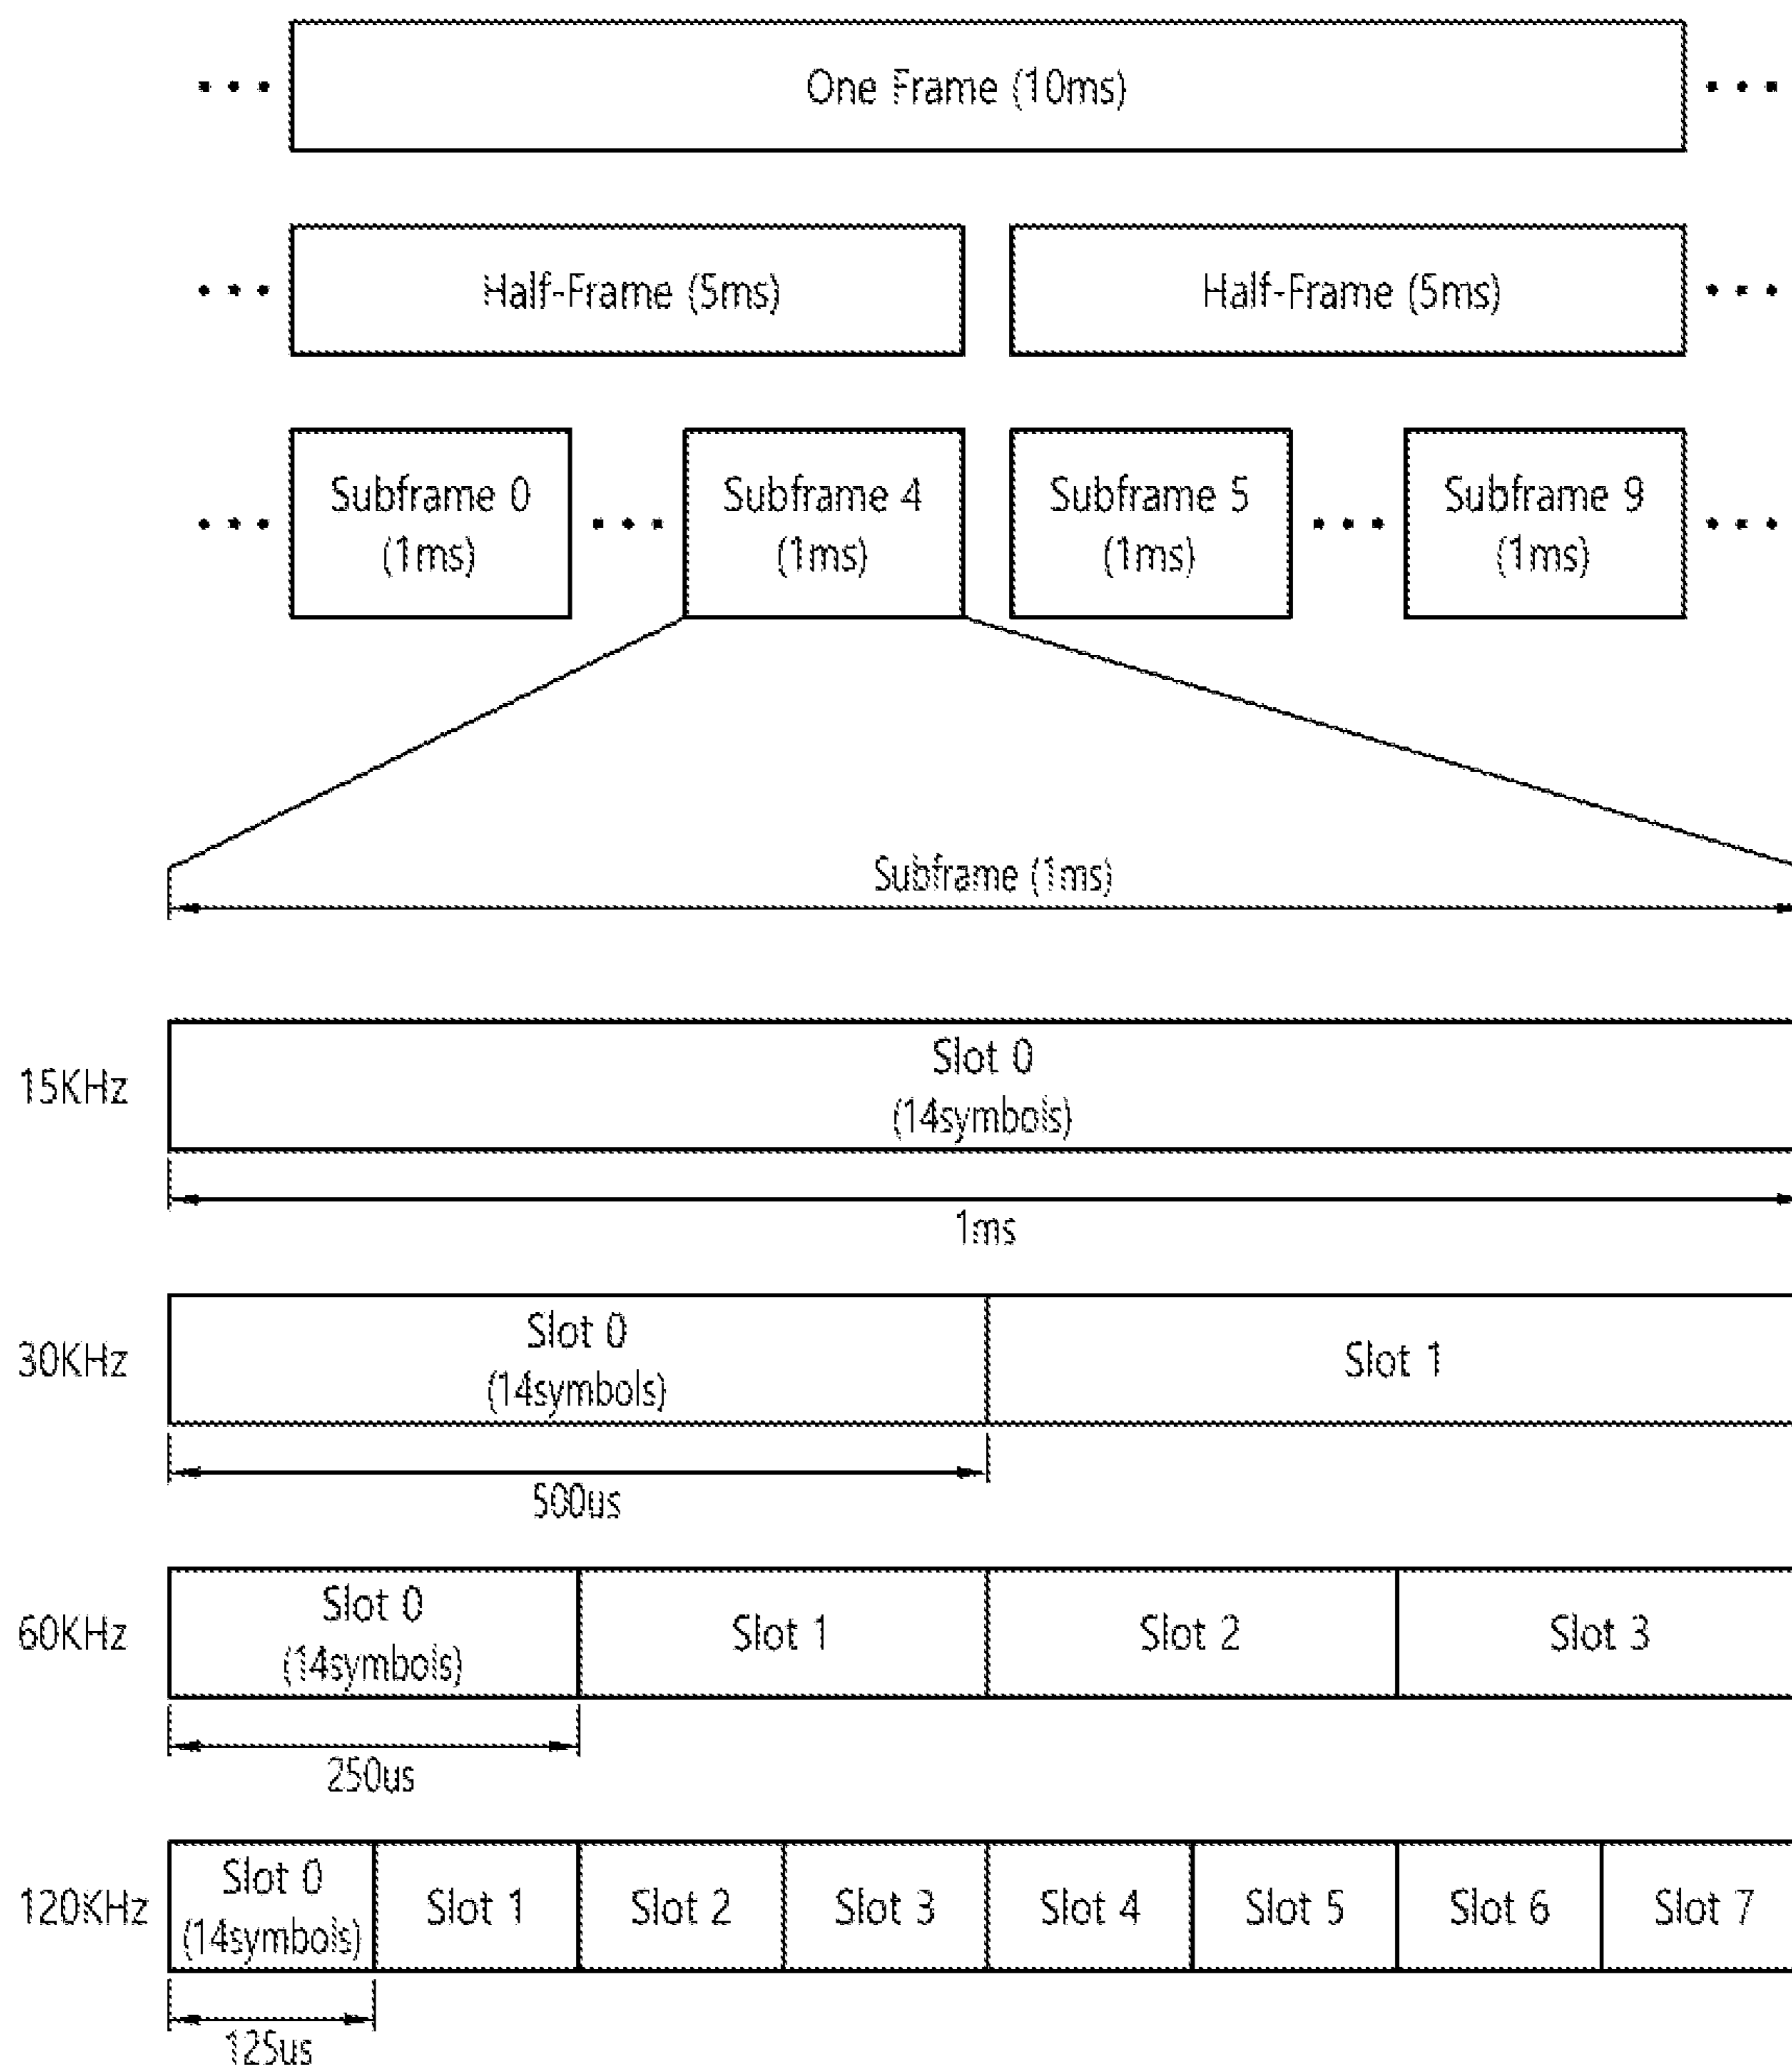 One Frame (10ms)
Half-Frame (5ms)
Half-Frame (5ms)
Subframe 0
(1ms)
Subframe 4
(1ms)
Subframe 5
(1ms)
Subframe 9
(1ms)
Subframe (1ms)
15KHz
Slot 0
(14symbols)
1ms
30KHz
Slot 0
(14symbols)
Slot 1
500us
60KHz
Slot 0
(14symbols)
Slot 1
Slot 2
Slot 3
250us
120KHz
Slot 0
(14symbols)
Slot 1
Slot 2
Slot 3
Slot 4
Slot 5
Slot 6
Slot 7
125us